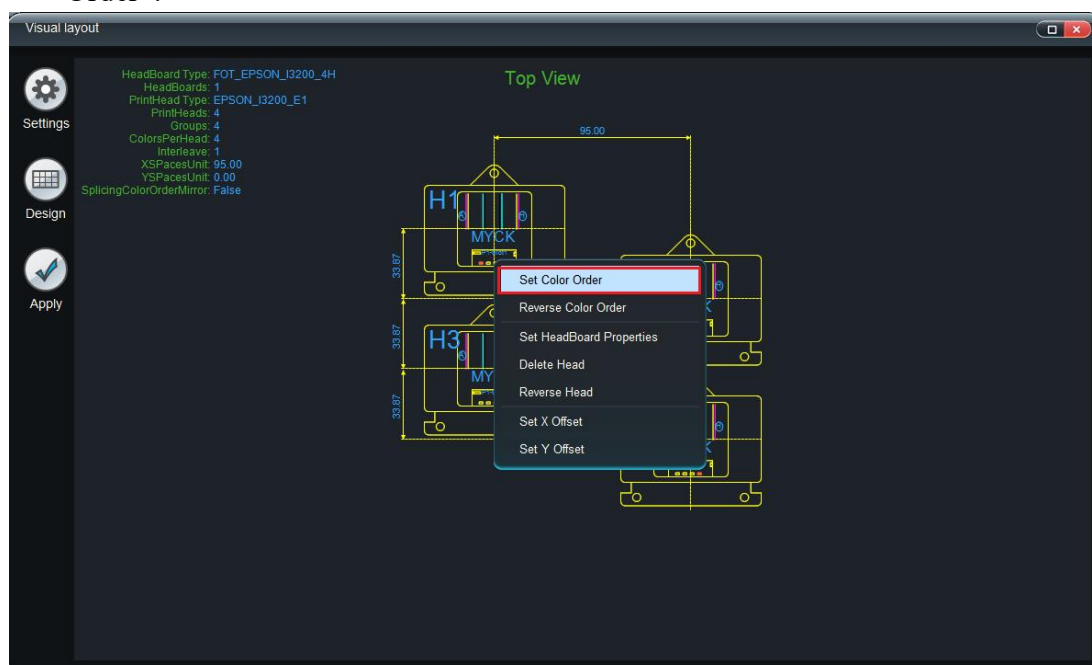 Visual layout
Settings
Design
Apply
HeadBoard Type: FOT_EPSON_I3200_4H
HeadBoards: 1
PrintHead Type: EPSON_I3200_E1
PrintHeads: 4
Groups: 4
ColorsPerHead: 4
Interleave: 1
XSPacesUnit: 95.00
YSPacesUnit: 0.00
SplicingColorOrderMirror: False
Top View
95.00
H1
MYCK
33.87
33.87
H3
MY
33.87
K
K
Set Color Order
Reverse Color Order
Set HeadBoard Properties
Delete Head
Reverse Head
Set X Offset
Set Y Offset